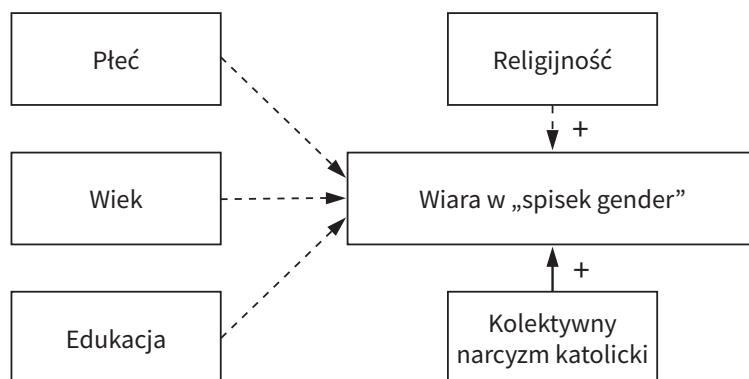 Płeć
Religijność
+
Wiek
Wiara w „spisek gender”
+
Edukacja
Kolektywny
narcyzm katolicki